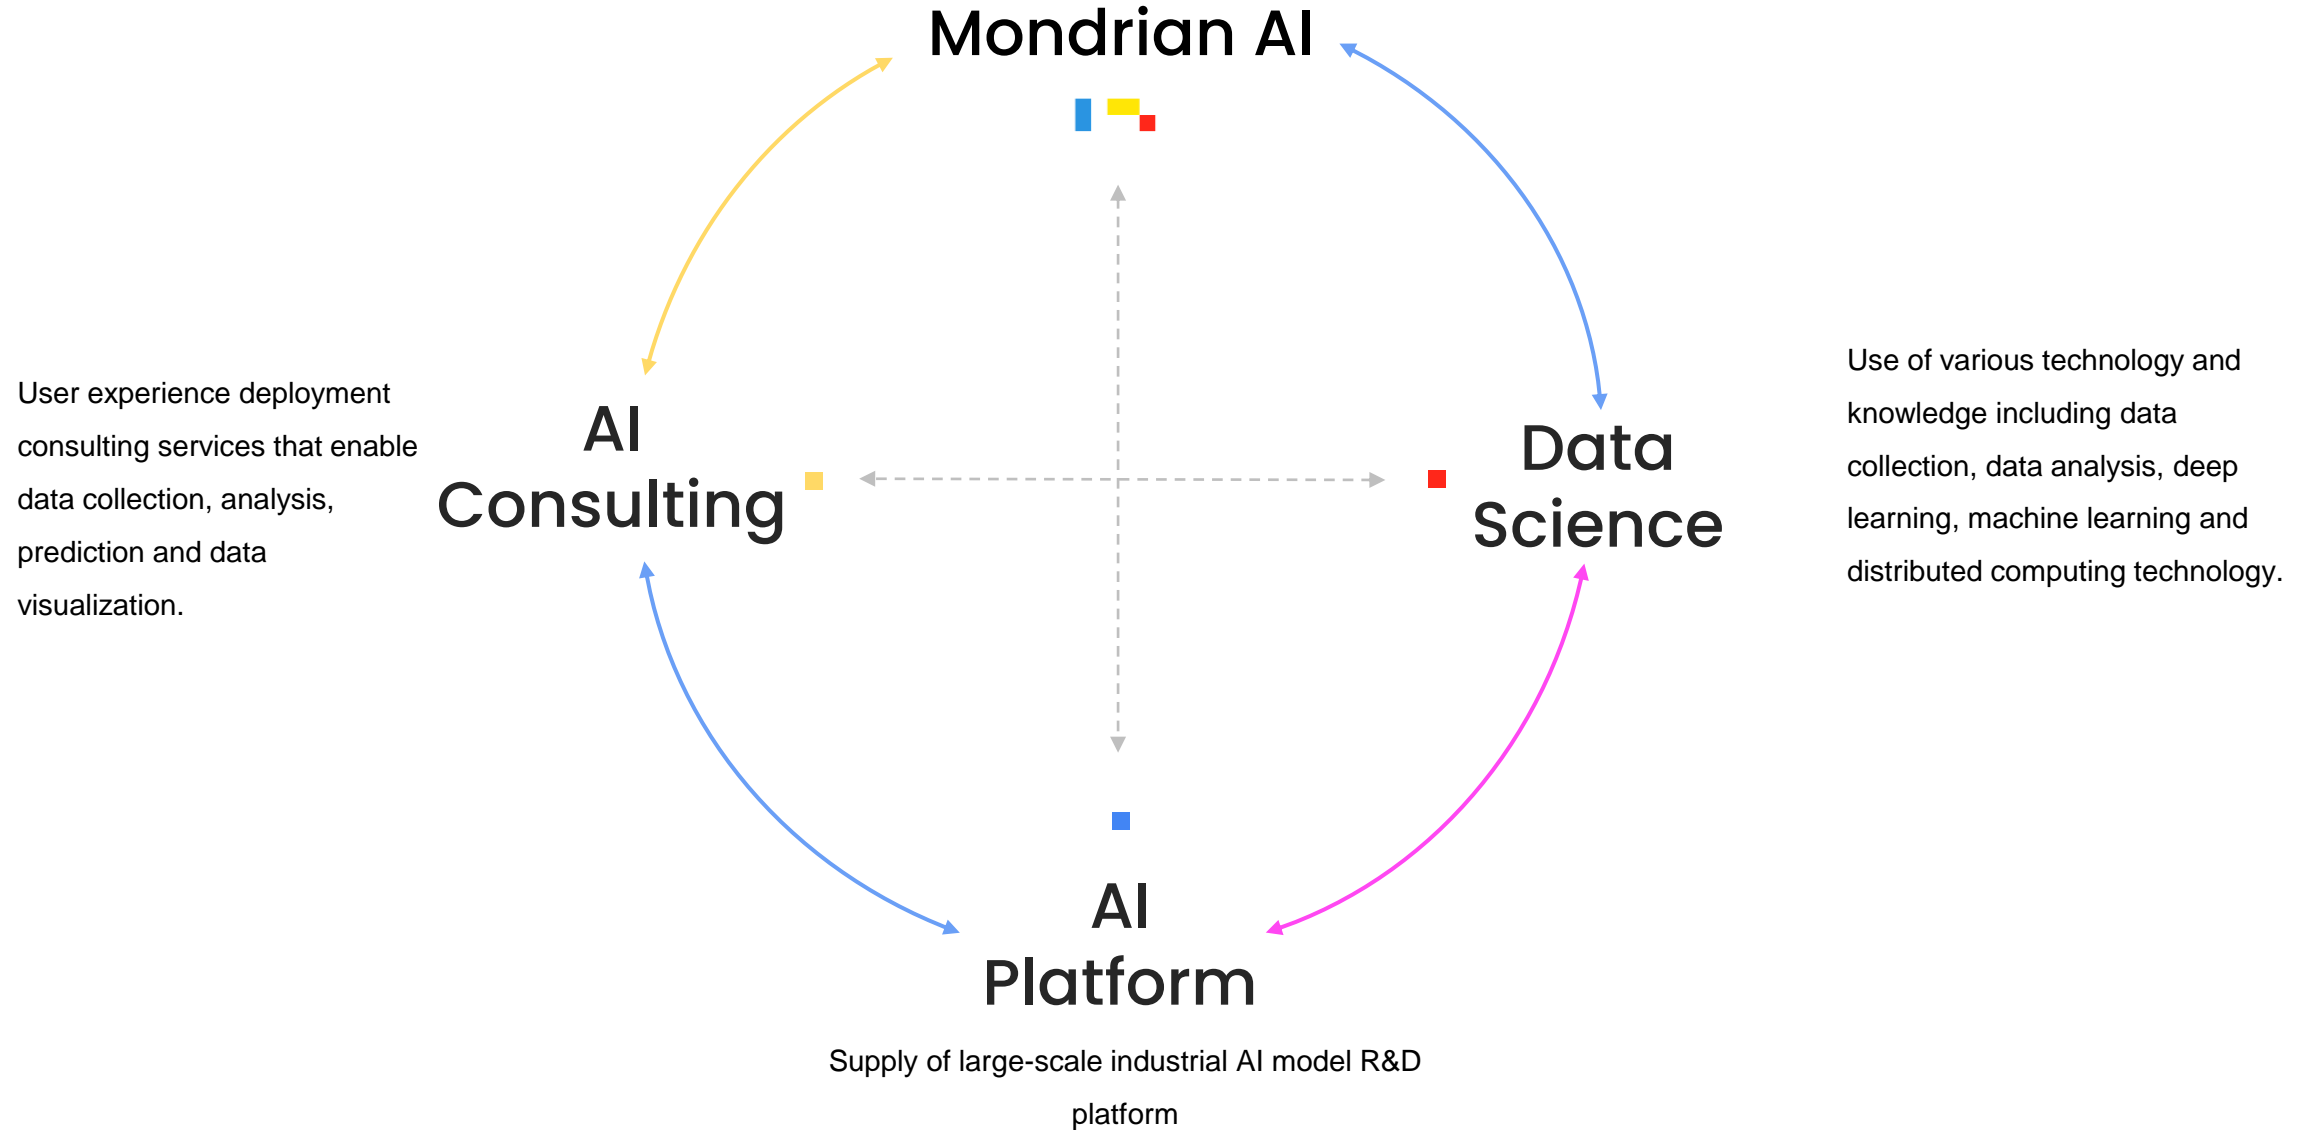 Mondrian AI
User experience deployment
consulting services that enable
data collection, analysis,
prediction and data
visualization.
AI
Consulting
Data
Science
Use of various technology and
knowledge including data
collection, data analysis, deep
learning, machine learning and
distributed computing technology.
AI
Platform
Supply of large-scale industrial AI model R&D
platform